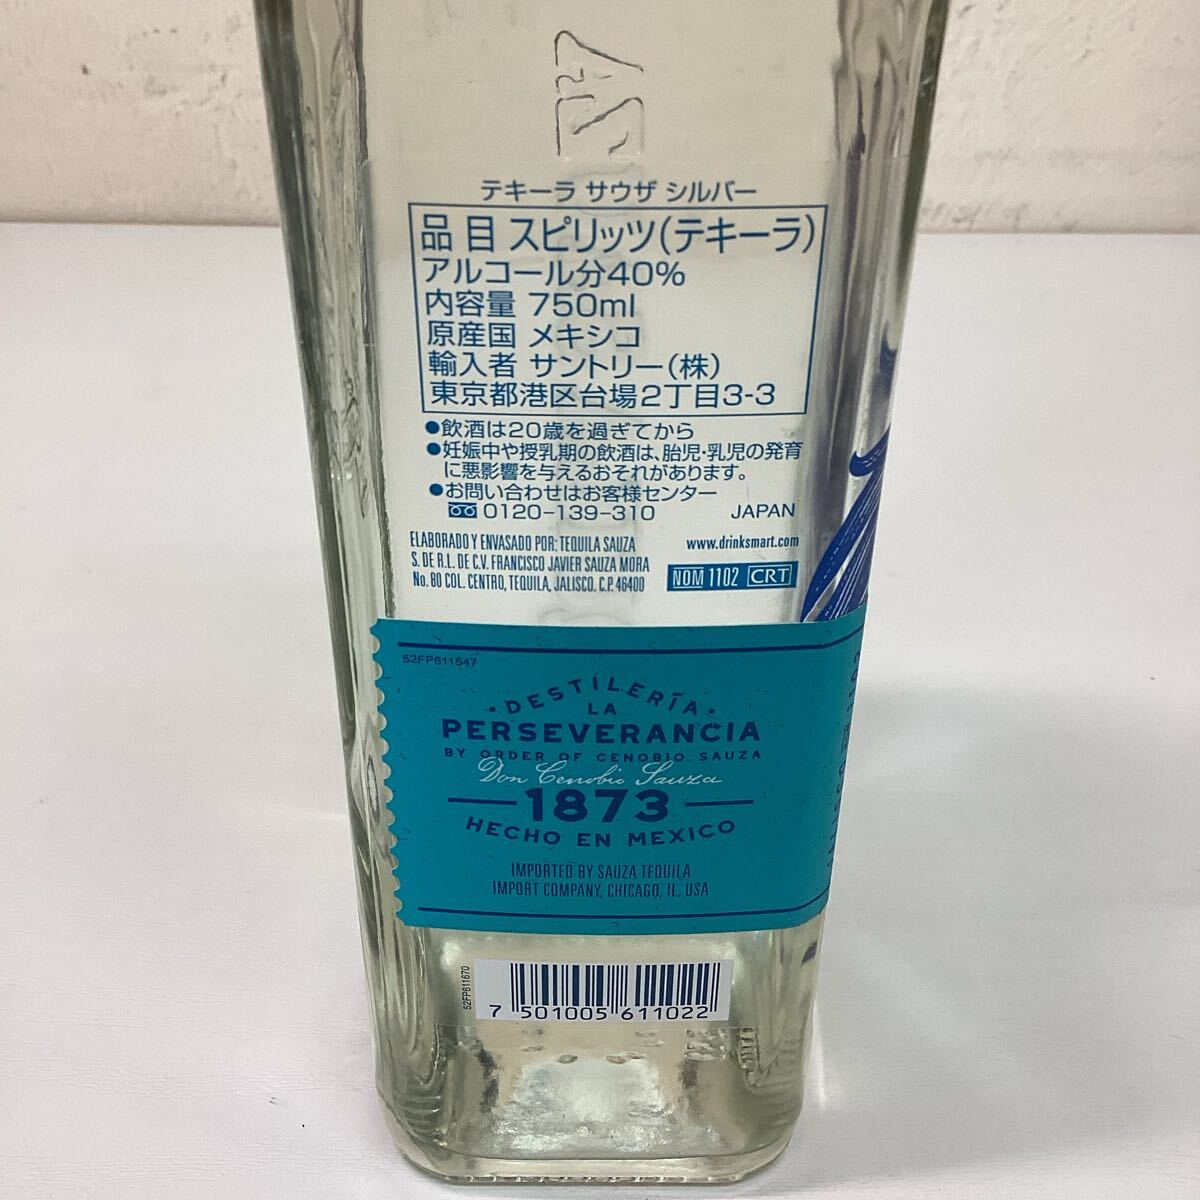 テキーラ サウザ シルバー
品目 スピリッツ(テキーラ)
アルコール分40%
内容量 750ml
原産国 メキシコ
輸入者 サントリー(株)
東京都港区台場2丁目3-3
●飲酒は20歳を過ぎてから
●妊娠中や授乳期の飲酒は、胎児・乳児の発育
に悪影響を与えるおそれがあります。
●お問い合わせはお客様センター
0120-139-310 JAPAN
ELABORADO Y ENVASADO POR: TEQUILA SAUZA
S. DE R.L. DE C.V. FRANCISCO JAVIER SAUZA MORA
No. 80 COL. CENTRO, TEQUILA, JALISCO. C.P. 46400
www.drinksmart.com
NOM 1102 CRT
52FP611547
·DESTILERÍA·
LA
PERSEVERANCIA
BY ORDER OF CENOBIO SAUZA
Don Cenobio Sauza
1873
HECHO EN MEXICO
IMPORTED BY SAUZA TEQUILA
IMPORT COMPANY, CHICAGO, IL, USA
52FP611670
7 501005 611022